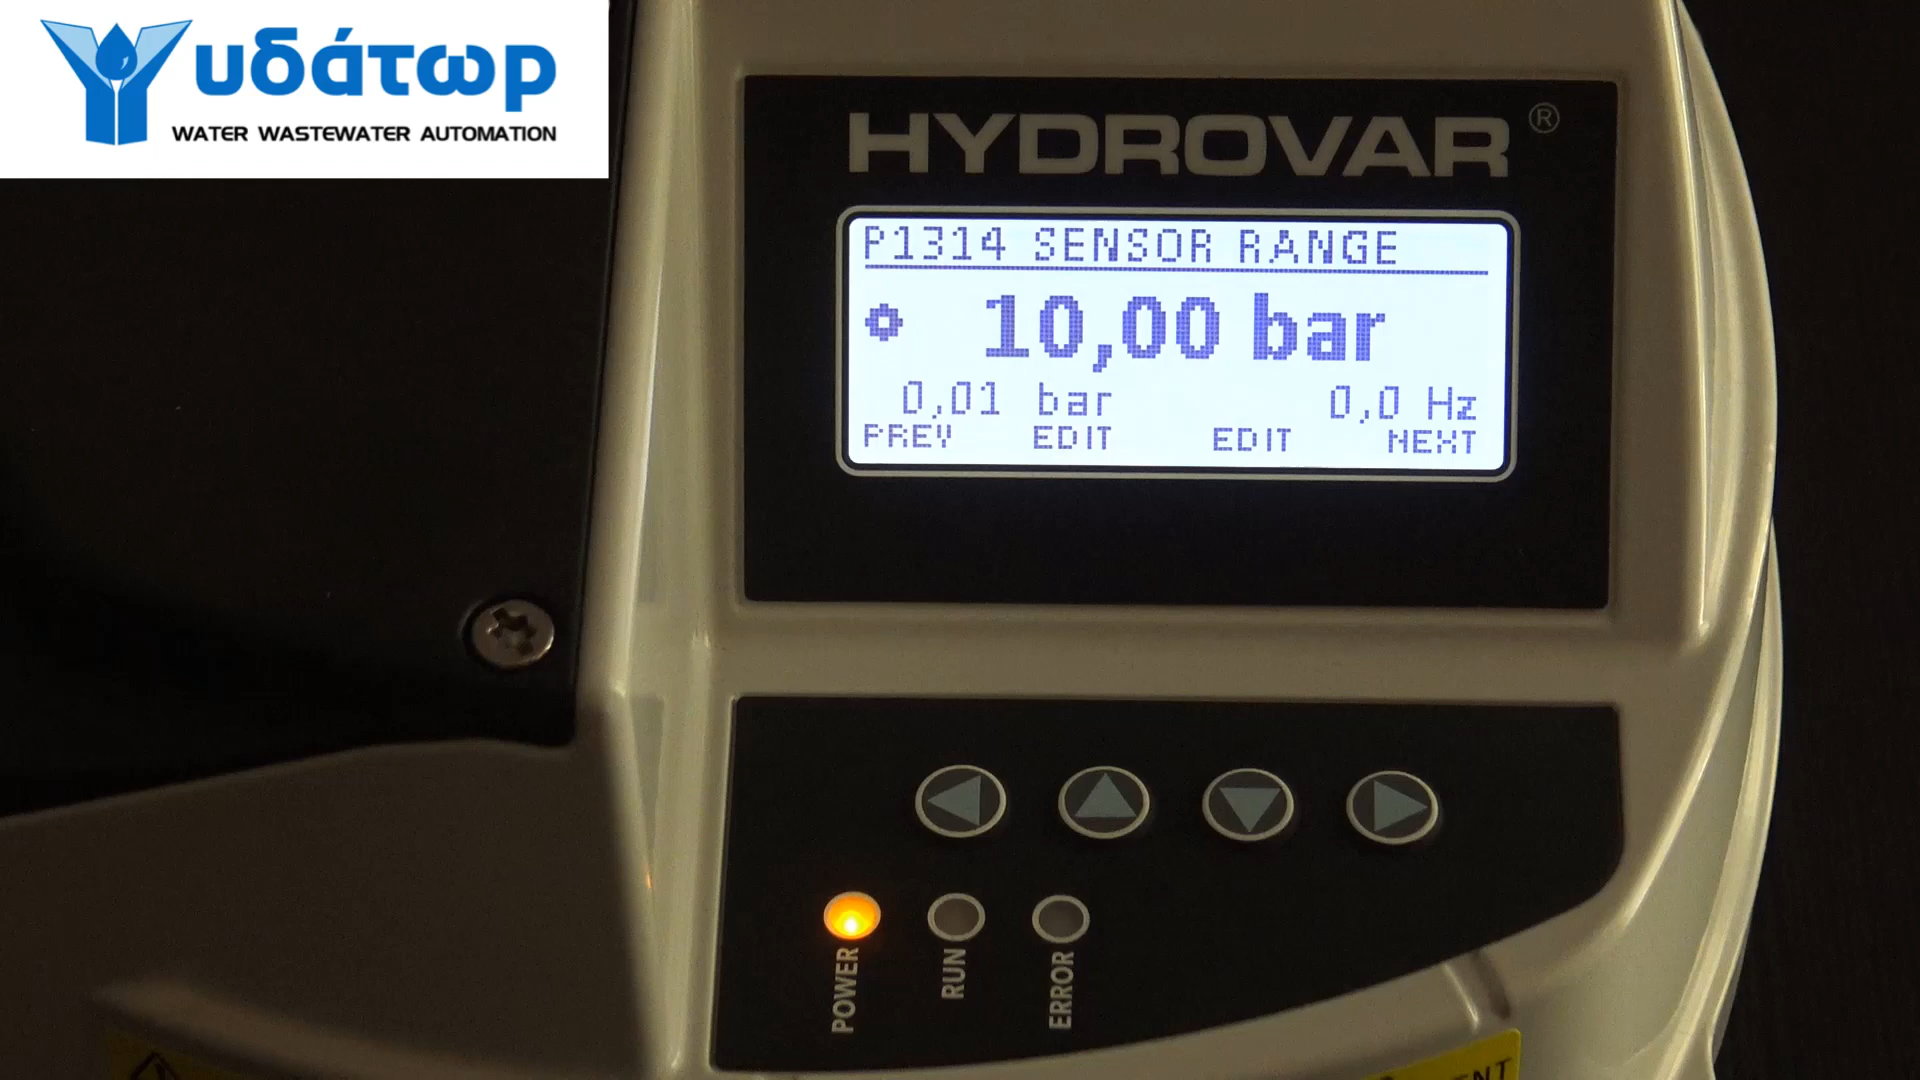 υδάτωρ
WATER WASTEWATER AUTOMATION
HYDROVAR ®
P1314 SENSOR RANGE
10,00 bar
0,01 bar 0,0 Hz
PREV EDIT EDIT NEXT
POWER RUN ERROR